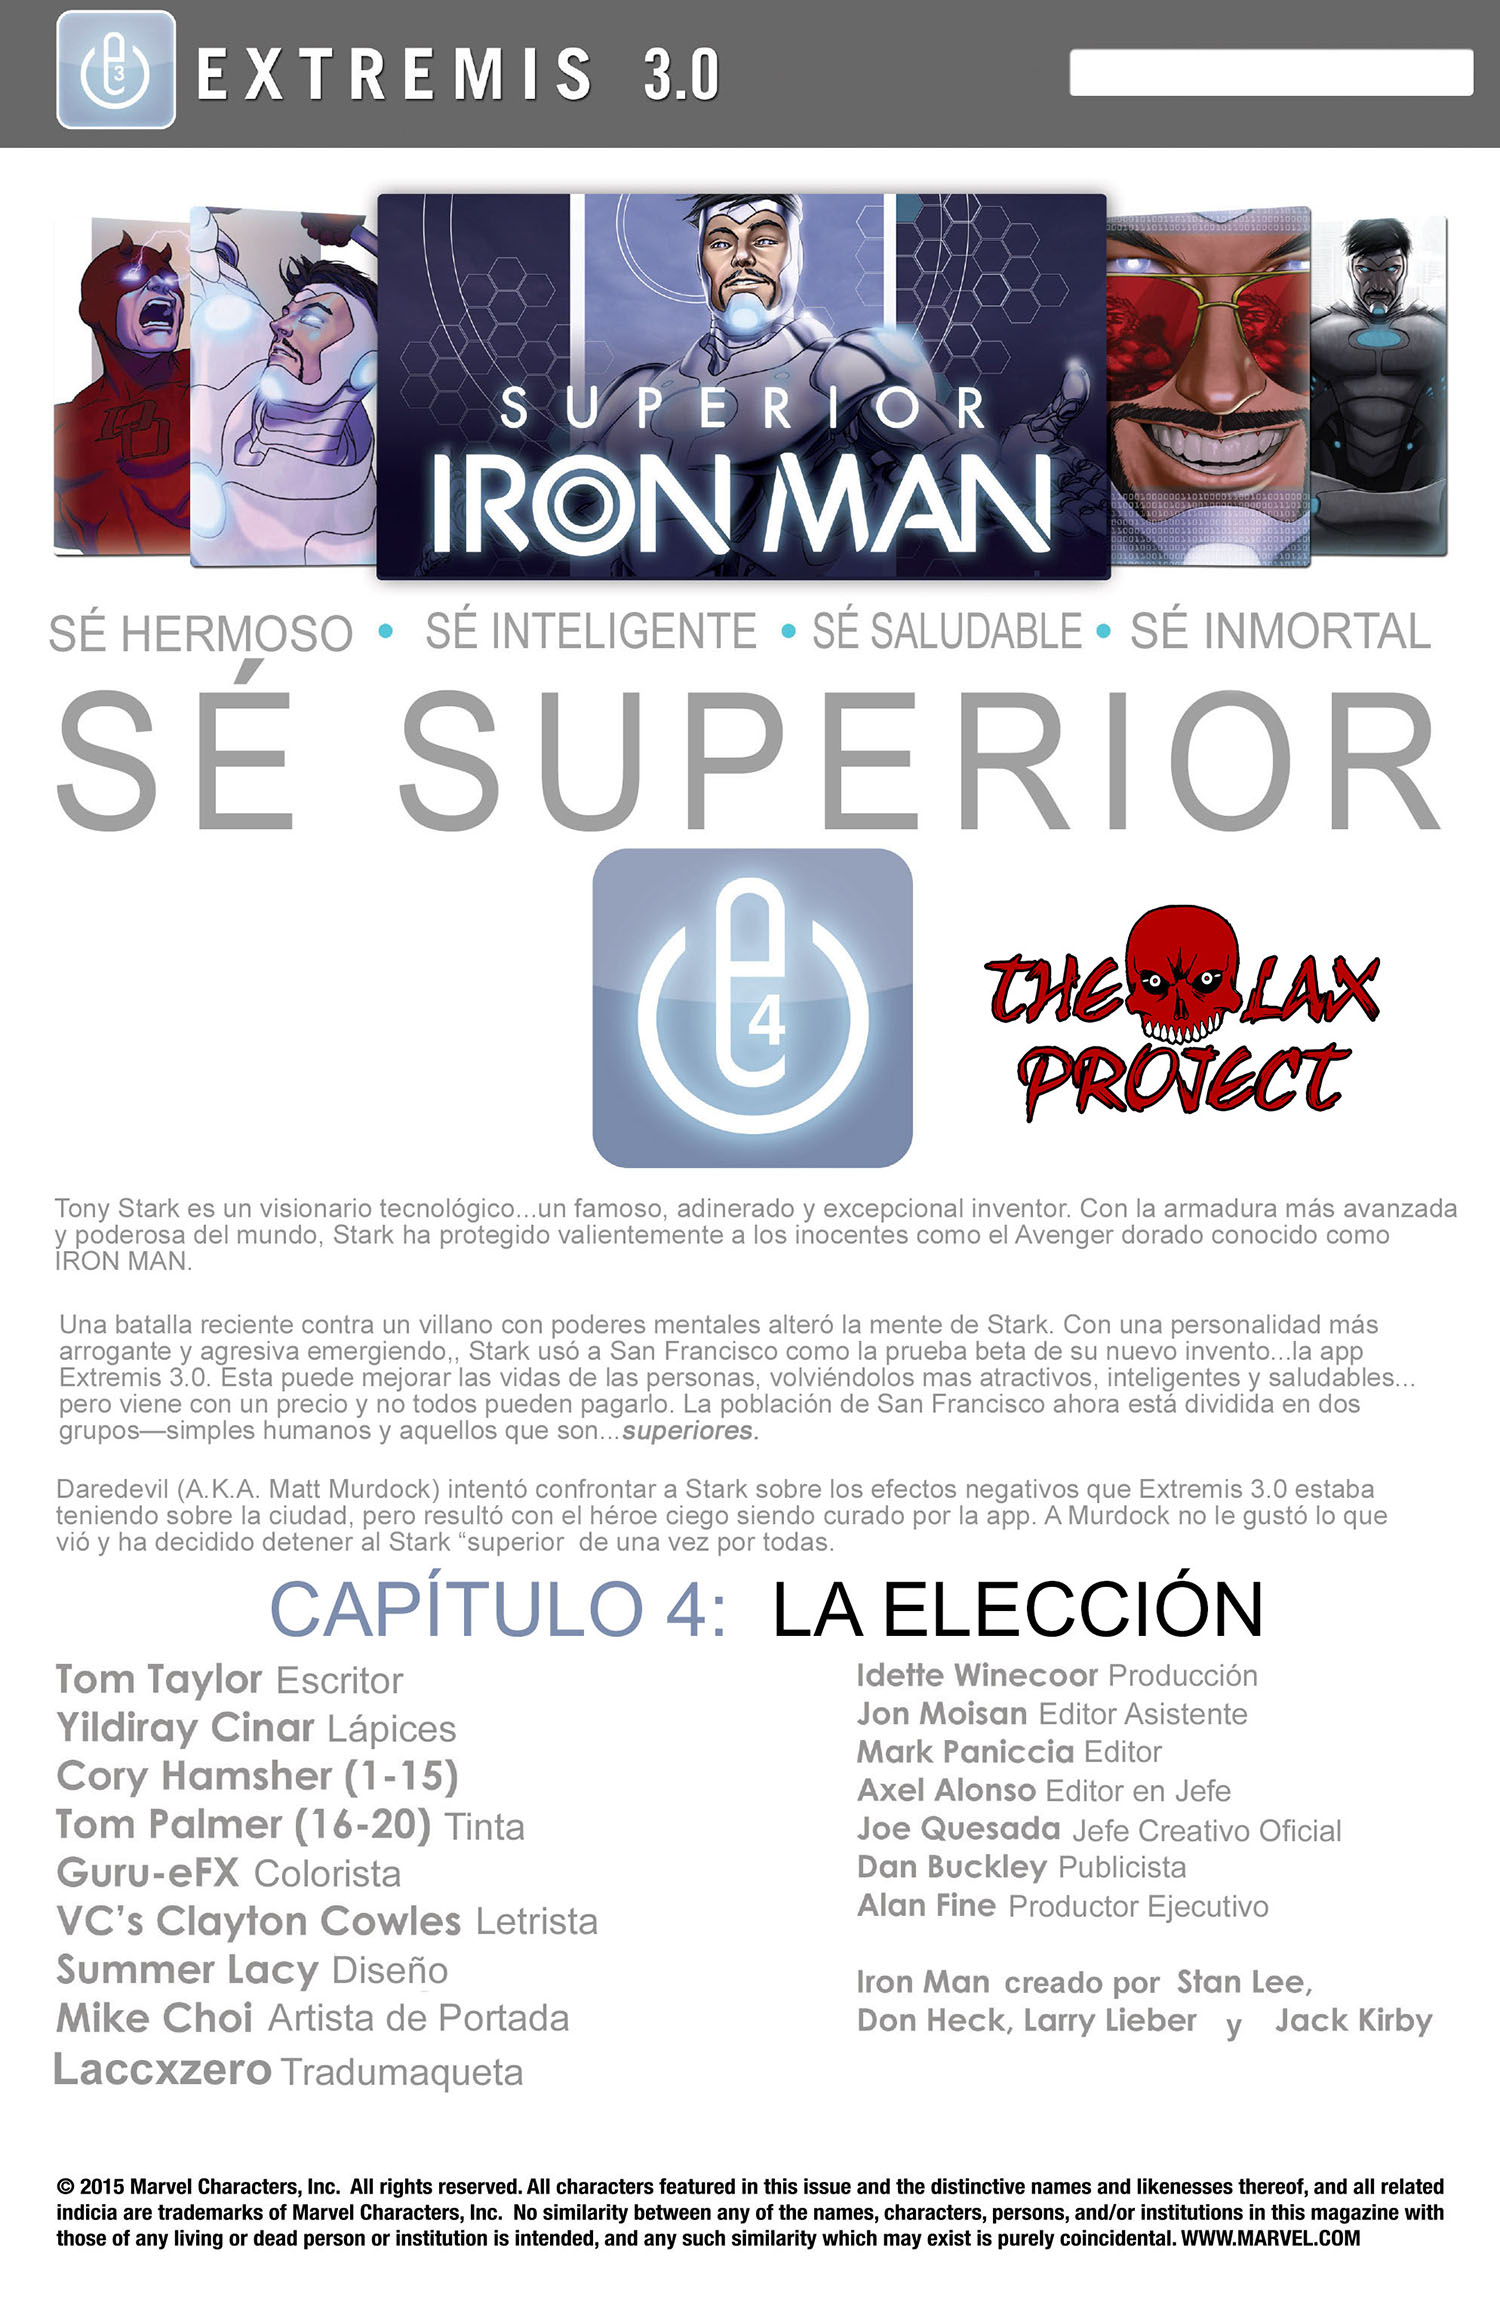 EXTREMIS 3.0
3
SUPERIOR
IRON MAN
SÉ HERMOSO • SÉ INTELIGENTE • SÉ SALUDABLE • SÉ INMORTAL
SÉ SUPERIOR
4
THE LAX
PROJECT
Tony Stark es un visionario tecnológico...un famoso, adinerado y excepcional inventor. Con la armadura más avanzada
y poderosa del mundo, Stark ha protegido valientemente a los inocentes como el Avenger dorado conocido como
IRON MAN.
Una batalla reciente contra un villano con poderes mentales alteró la mente de Stark. Con una personalidad más
arrogante y agresiva emergiendo,, Stark usó a San Francisco como la prueba beta de su nuevo invento...la app
Extremis 3.0. Esta puede mejorar las vidas de las personas, volviéndolos mas atractivos, inteligentes y saludables...
pero viene con un precio y no todos pueden pagarlo. La población de San Francisco ahora está dividida en dos
grupos—simples humanos y aquellos que son...superiores.
Daredevil (A.K.A. Matt Murdock) intentó confrontar a Stark sobre los efectos negativos que Extremis 3.0 estaba
teniendo sobre la ciudad, pero resultó con el héroe ciego siendo curado por la app. A Murdock no le gustó lo que
vió y ha decidido detener al Stark “superior de una vez por todas.
CAPÍTULO 4: LA ELECCIÓN
Tom Taylor Escritor
Yildiray Cinar Lápices
Cory Hamsher (1-15)
Tom Palmer (16-20) Tinta
Guru-eFX Colorista
VC’s Clayton Cowles Letrista
Summer Lacy Diseño
Mike Choi Artista de Portada
Laccxzero Tradumaqueta
Idette Winecoor Producción
Jon Moisan Editor Asistente
Mark Paniccia Editor
Axel Alonso Editor en Jefe
Joe Quesada Jefe Creativo Oficial
Dan Buckley Publicista
Alan Fine Productor Ejecutivo
Iron Man creado por Stan Lee,
Don Heck, Larry Lieber y Jack Kirby
© 2015 Marvel Characters, Inc. All rights reserved. All characters featured in this issue and the distinctive names and likenesses thereof, and all related
indicia are trademarks of Marvel Characters, Inc. No similarity between any of the names, characters, persons, and/or institutions in this magazine with
those of any living or dead person or institution is intended, and any such similarity which may exist is purely coincidental. WWW.MARVEL.COM